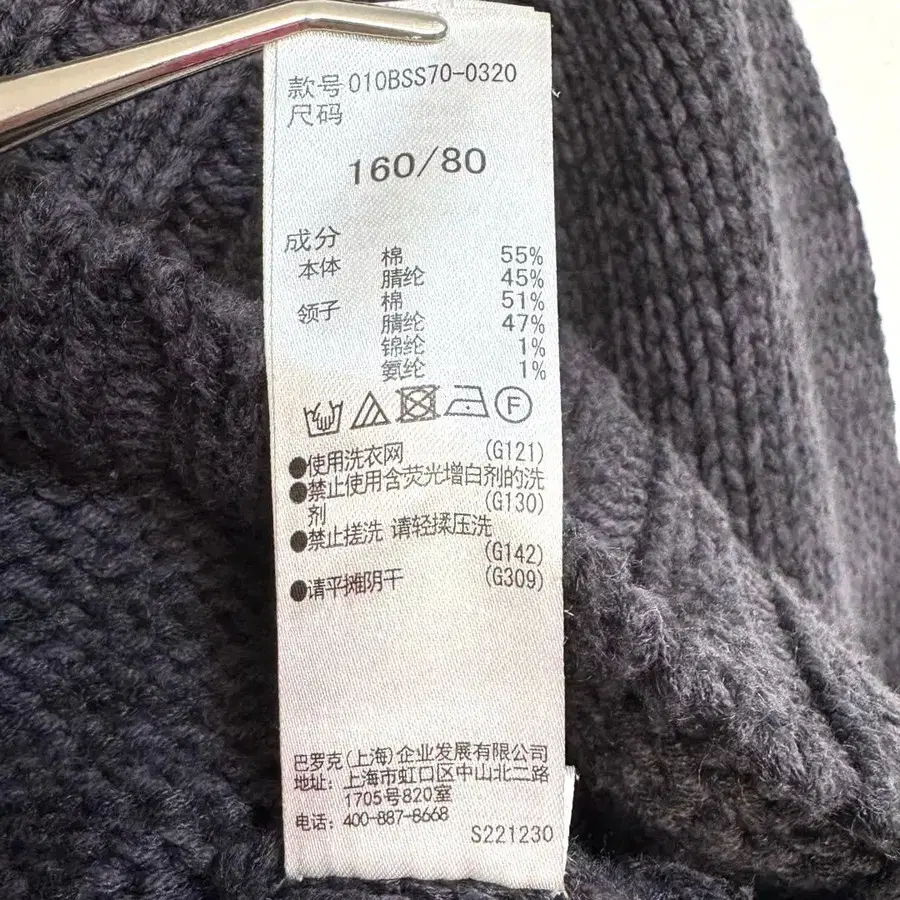 款号 010BSS70-0320
尺码
160/80
成分
本体 棉 55%
腈纶 45%
领子 棉 51%
腈纶 47%
锦纶 1%
氨纶 1%
F
●使用洗衣网 (G121)
●禁止使用含荧光增白剂的洗
剂 (G130)
●禁止搓洗 请轻揉压洗
(G142)
●请平摊阴干 (G309)
巴罗克(上海)企业发展有限公司
地址: 上海市虹口区中山北二路
1705号820室
电话: 400-887-8668
S221230